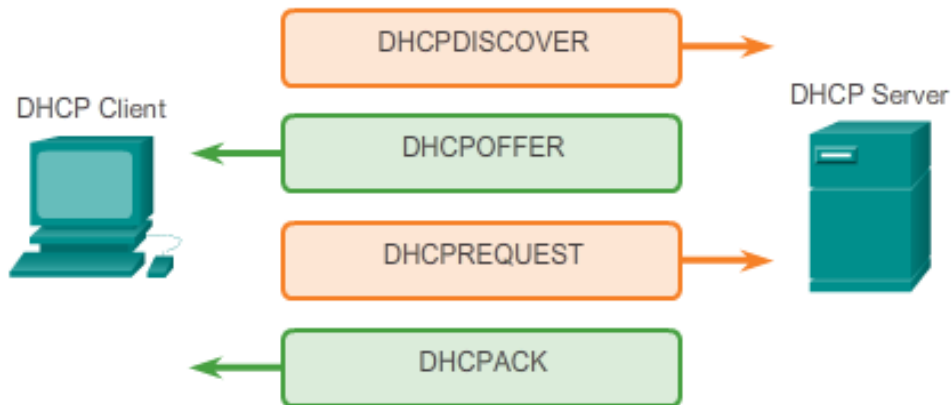 DHCPDISCOVER
DHCP Client
DHCP Server
DHCPOFFER
DHCPREQUEST
DHCPACK